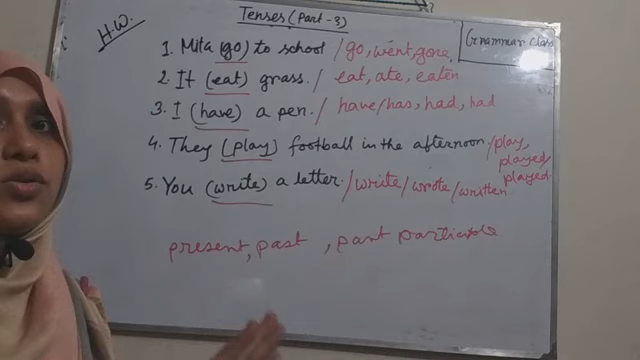 Tenses (Part-3)
H.W.
Grammar Class
1. Mita (go) to school / go, went, gone,
2. It (eat) grass. / eat, ate, eaten
3. I (have) a pen. / have/has, had, had
4. They (play) football in the afternoon. / play,
played/
played.
5. You (write) a letter. / write / wrote / written
present, past , past participle